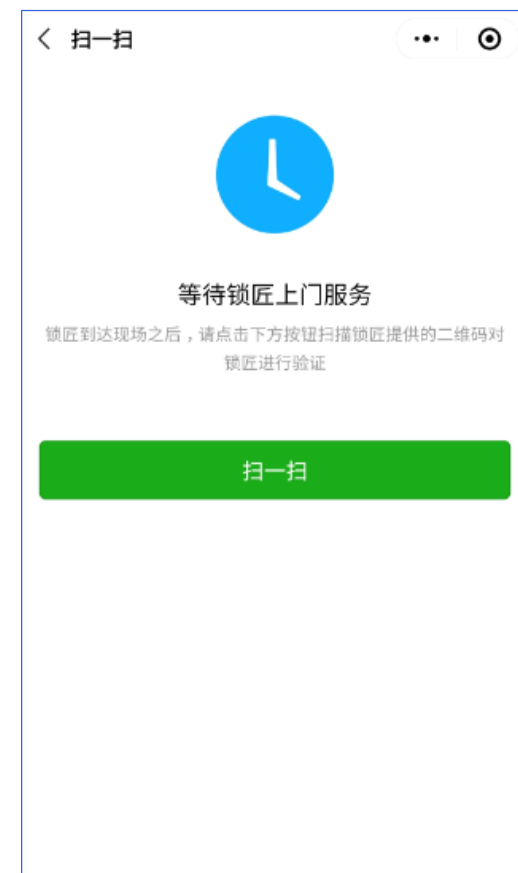 扫一扫
等待锁匠上门服务
锁匠到达现场之后，请点击下方按钮扫描锁匠提供的二维码对
锁匠进行验证
扫一扫